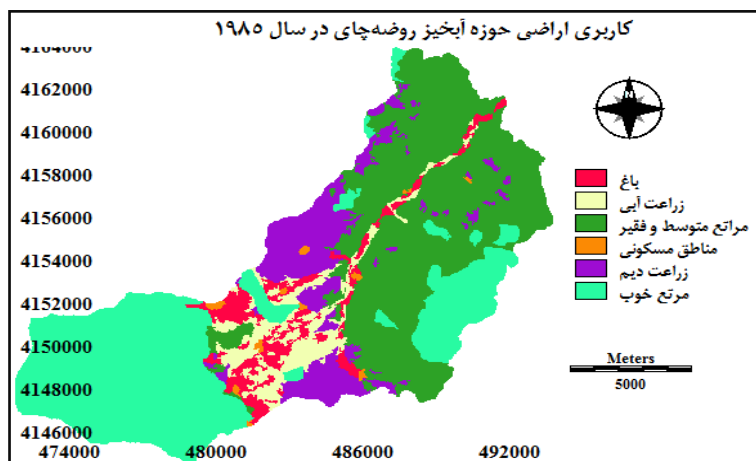 کاربری اراضی حوزه آبخیز روضه‌چای در سال ۱۹۸۵
4164000
4162000
4160000
4158000
4156000
4154000
4152000
4150000
4148000
4146000
474000 480000 486000 492000
باغ
زراعت آبی
مراتع متوسط و فقیر
مناطق مسکونی
زراعت دیم
مرتع خوب
Meters
5000